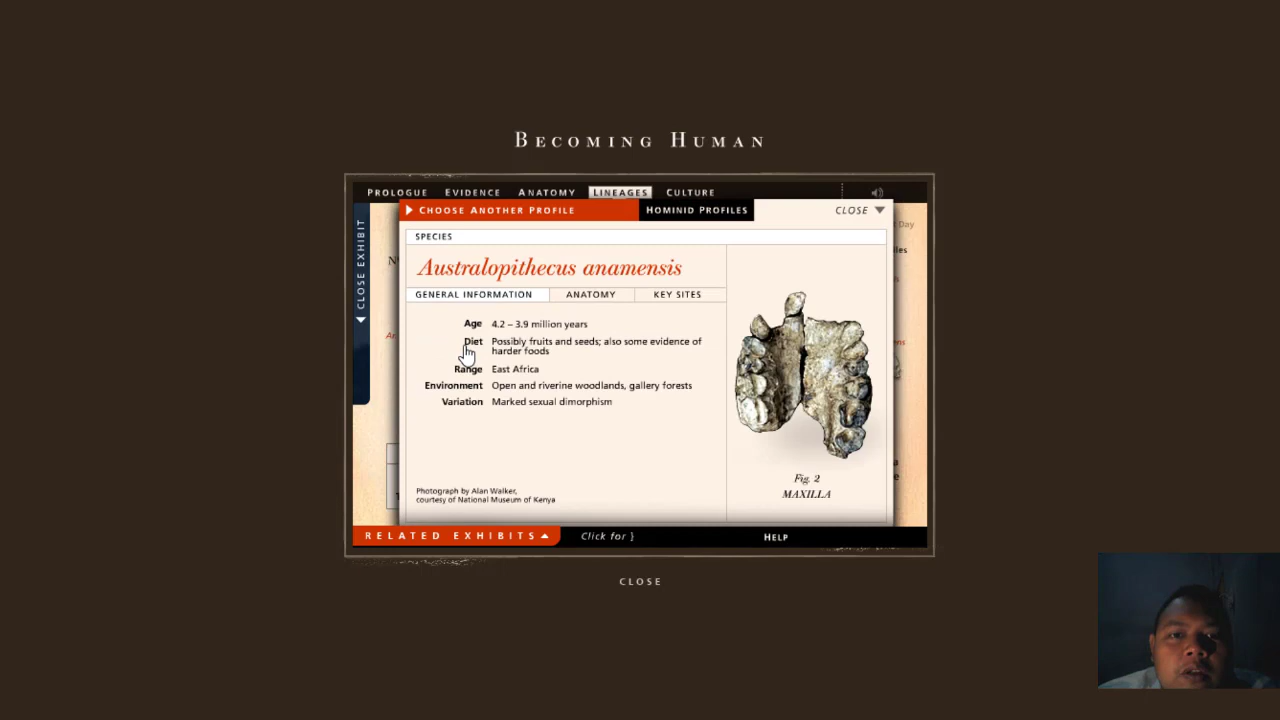 BECOMING HUMAN
PROLOGUE EVIDENCE ANATOMY LINEAGES CULTURE
CHOOSE ANOTHER PROFILE HOMINID PROFILES CLOSE
Day
CLOSE EXHIBIT
SPECIES
Australopithecus anamensis
GENERAL INFORMATION ANATOMY KEY SITES
Age 4.2 – 3.9 million years
Diet Possibly fruits and seeds; also some evidence of
harder foods
Range East Africa
Environment Open and riverine woodlands, gallery forests
Variation Marked sexual dimorphism
Fig. 2
MAXILLA
Photograph by Alan Walker,
courtesy of National Museum of Kenya
RELATED EXHIBITS Click for } HELP
CLOSE